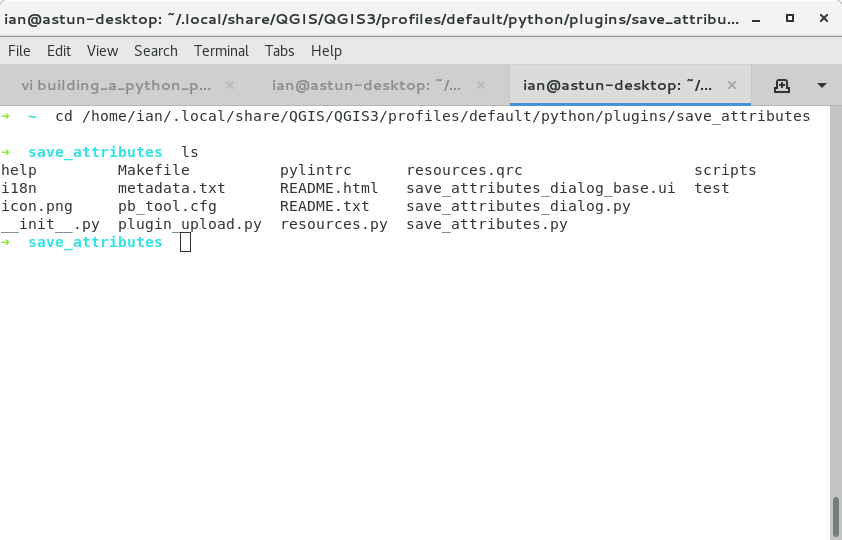 ian@astun-desktop: ~/.local/share/QGIS/QGIS3/profiles/default/python/plugins/save_attribu...
File Edit View Search Terminal Tabs Help
vi building_a_python_p... × ian@astun-desktop: ~/... × ian@astun-desktop: ~/... ×
➜ ~ cd /home/ian/.local/share/QGIS/QGIS3/profiles/default/python/plugins/save_attributes
➜ save_attributes ls
help Makefile pylintrc resources.qrc scripts
i18n metadata.txt README.html save_attributes_dialog_base.ui test
icon.png pb_tool.cfg README.txt save_attributes_dialog.py
__init__.py plugin_upload.py resources.py save_attributes.py
➜ save_attributes